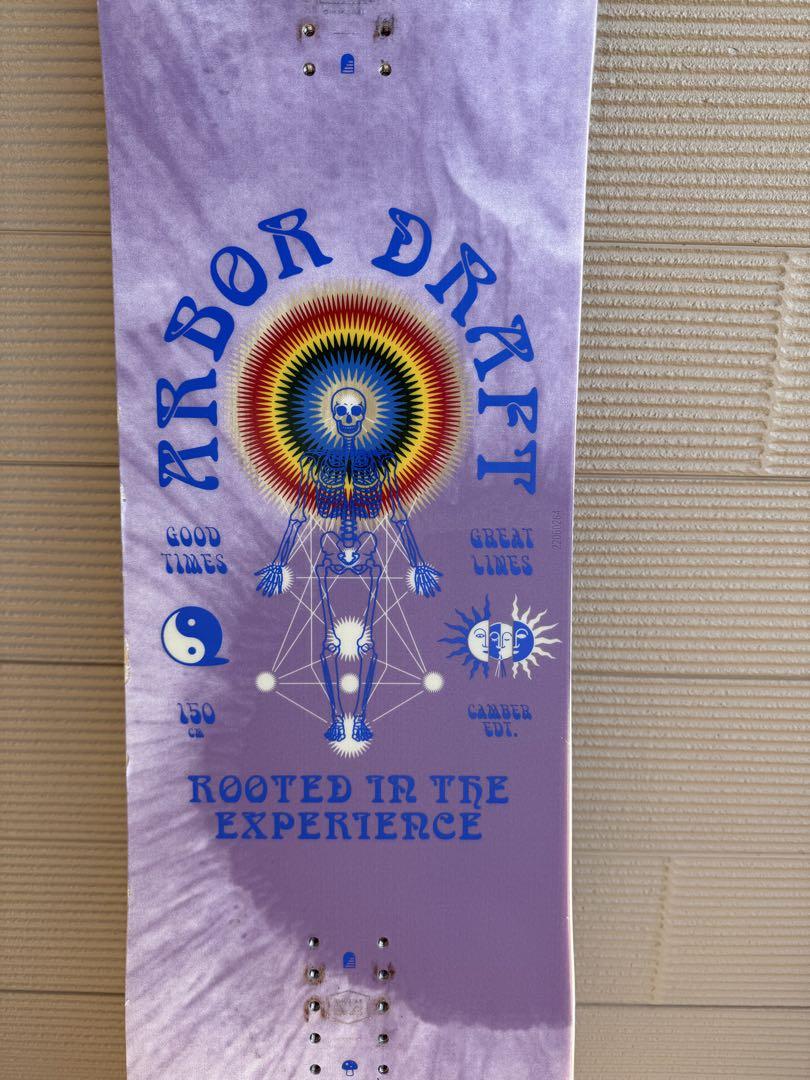 ARBOR DRAFT
GOOD
TIMES
GREAT
LINES
150
CM
CAMBER
EDT.
ROOTED IN THE
EXPERIENCE